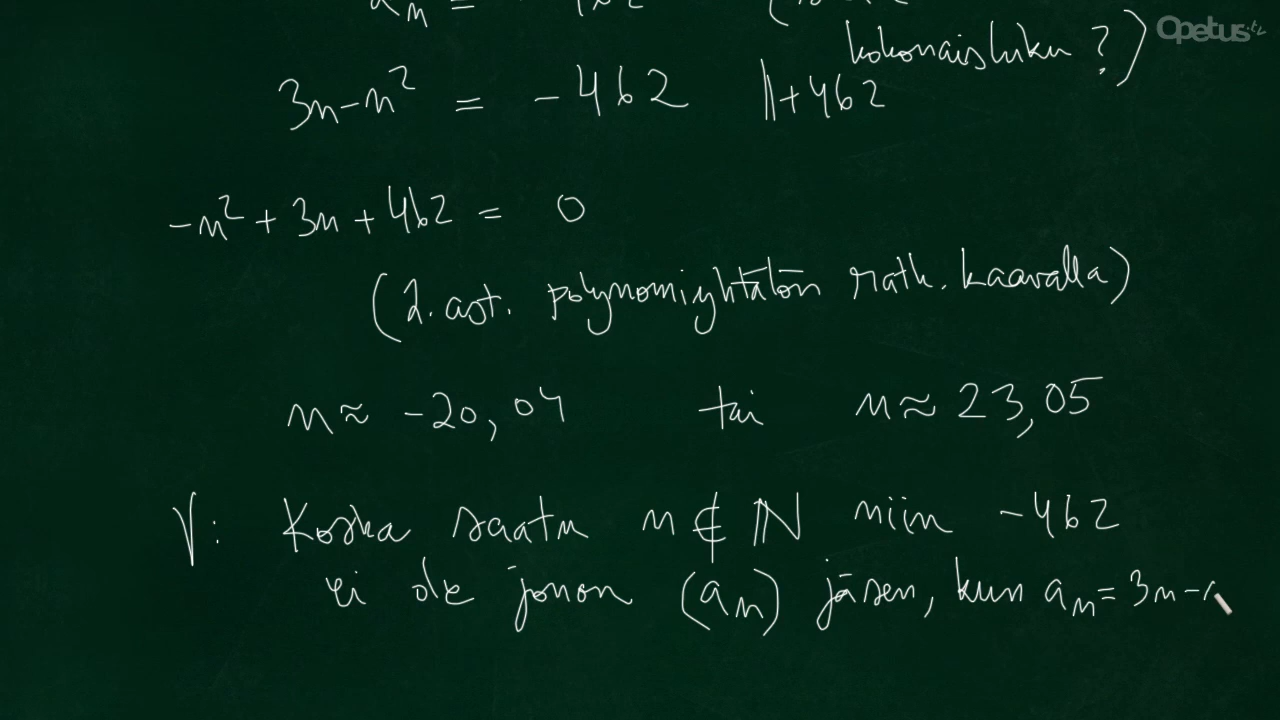 aₙ =
kokonaisluku ?)
Opetus.tv
3n-n² = -462 ||+462
-n² + 3n + 462 = 0
(2. ast. polynomiyhtälön ratk. kaavalla)
n ≈ -20,04 tai n ≈ 23,05
V: Koska saatu n ∉ ℕ niin -462
ei ole jonon (aₙ) jäsen, kun aₙ = 3n-